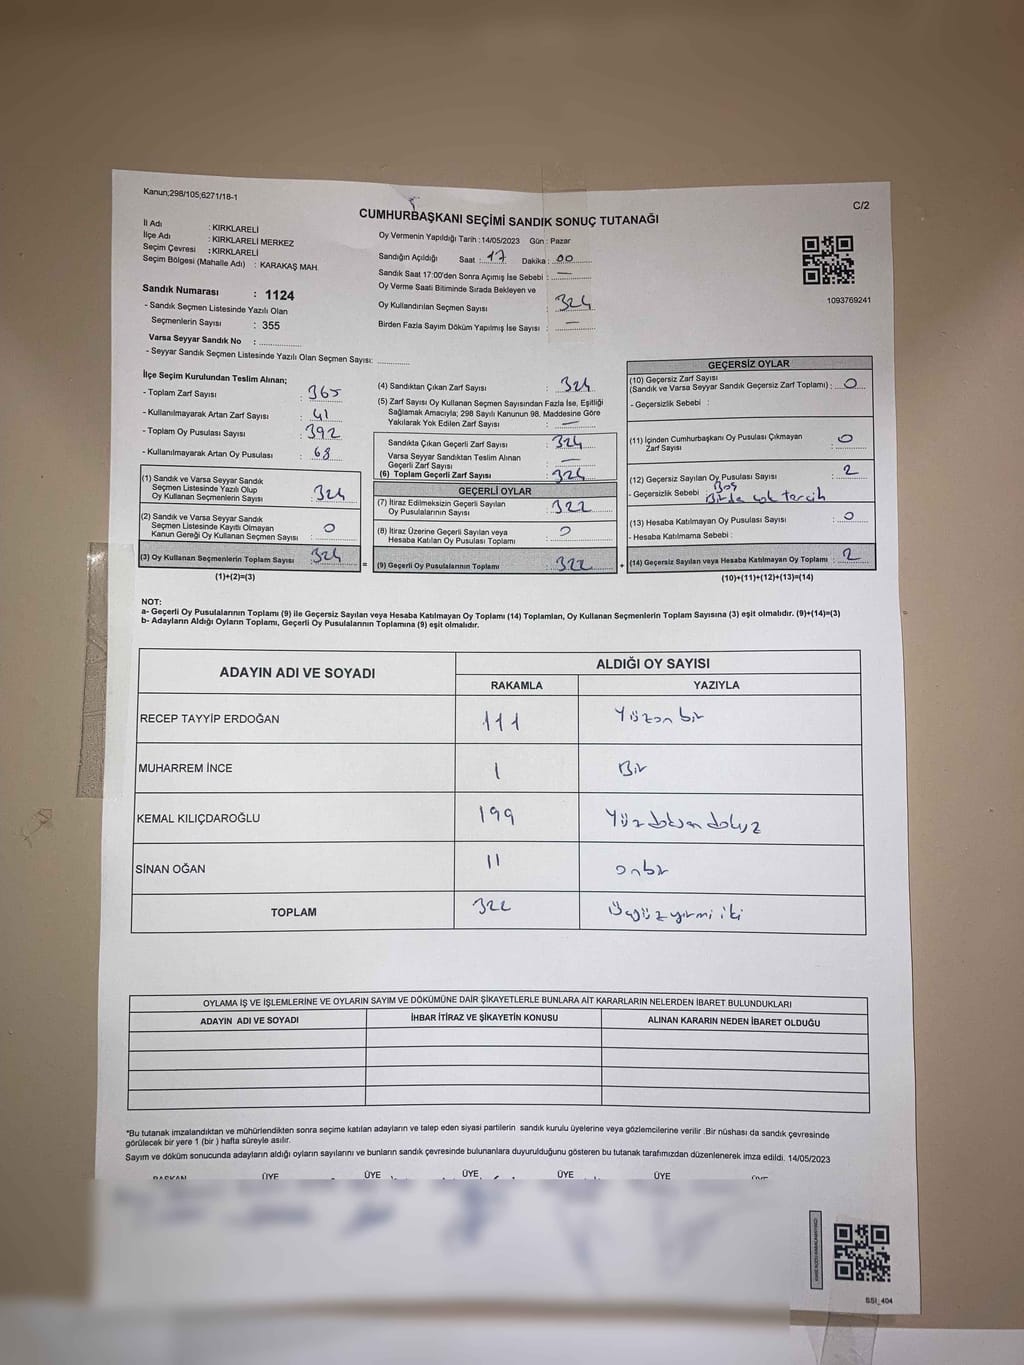 Kanun;298/105;6271/18-1
C/2
CUMHURBAŞKANI SEÇİMİ SANDIK SONUÇ TUTANAĞI
İl Adı : KIRKLARELİ
İlçe Adı : KIRKLARELİ MERKEZ
Seçim Çevresi : KIRKLARELİ
Seçim Bölgesi (Mahalle Adı) : KARAKAŞ MAH.
Sandık Numarası : 1124
- Sandık Seçmen Listesinde Yazılı Olan
Seçmenlerin Sayısı : 355
Varsa Seyyar Sandık No :
- Seyyar Sandık Seçmen Listesinde Yazılı Olan Seçmen Sayısı:
Oy Vermenin Yapıldığı Tarih : 14/05/2023 Gün : Pazar
Sandığın Açıldığı Saat : 17 Dakika : 00
Sandık Saat 17:00'den Sonra Açımış İse Sebebi : —
Oy Verme Saati Bitiminde Sırada Bekleyen ve
Oy Kullandırılan Seçmen Sayısı : 324
Birden Fazla Sayım Döküm Yapılmış İse Sayısı : —
1093769241
İlçe Seçim Kurulundan Teslim Alınan;
- Toplam Zarf Sayısı : 365
- Kullanılmayarak Artan Zarf Sayısı : 41
- Toplam Oy Pusulası Sayısı : 392
- Kullanılmayarak Artan Oy Pusulası : 68
(1) Sandık ve Varsa Seyyar Sandık
Seçmen Listesinde Yazılı Olup
Oy Kullanan Seçmenlerin Sayısı : 324
(2) Sandık ve Varsa Seyyar Sandık
Seçmen Listesinde Kayıtlı Olmayan
Kanun Gereği Oy Kullanan Seçmen Sayısı : 0
(3) Oy Kullanan Seçmenlerin Toplam Sayısı : 324
(1)+(2)=(3)
=
(4) Sandıktan Çıkan Zarf Sayısı : 324
(5) Zarf Sayısı Oy Kullanan Seçmen Sayısından Fazla İse, Eşitliği
Sağlamak Amacıyla; 298 Sayılı Kanunun 98. Maddesine Göre
Yakılarak Yok Edilen Zarf Sayısı : —
Sandıkta Çıkan Geçerli Zarf Sayısı : 324
Varsa Seyyar Sandıktan Teslim Alınan
Geçerli Zarf Sayısı : —
(6) Toplam Geçerli Zarf Sayısı : 324
GEÇERLİ OYLAR
(7) İtiraz Edilmeksizin Geçerli Sayılan
Oy Pusulalarının Sayısı : 322
(8) İtiraz Üzerine Geçerli Sayılan veya
Hesaba Katılan Oy Pusulası Toplamı : 0
(9) Geçerli Oy Pusulalarının Toplamı : 322
+
GEÇERSİZ OYLAR
(10) Geçersiz Zarf Sayısı
(Sandık ve Varsa Seyyar Sandık Geçersiz Zarf Toplamı) : 0
- Geçersizlik Sebebi :
(11) İçinden Cumhurbaşkanı Oy Pusulası Çıkmayan
Zarf Sayısı : 0
(12) Geçersiz Sayılan Oy Pusulası Sayısı : 2
Boş
- Geçersizlik Sebebi Birden çok tercih
(13) Hesaba Katılmayan Oy Pusulası Sayısı : 0
- Hesaba Katılmama Sebebi :
(14) Geçersiz Sayılan veya Hesaba Katılmayan Oy Toplamı : 2
(10)+(11)+(12)+(13)=(14)
NOT:
a- Geçerli Oy Pusulalarının Toplamı (9) ile Geçersiz Sayılan veya Hesaba Katılmayan Oy Toplamı (14) Toplamları, Oy Kullanan Seçmenlerin Toplam Sayısına (3) eşit olmalıdır. (9)+(14)=(3)
b- Adayların Aldığı Oyların Toplamı, Geçerli Oy Pusulalarının Toplamına (9) eşit olmalıdır.
ADAYIN ADI VE SOYADI ALDIĞI OY SAYISI
RAKAMLA YAZIYLA
RECEP TAYYİP ERDOĞAN 111 Yüzon bir
MUHARREM İNCE 1 Bir
KEMAL KILIÇDAROĞLU 199 Yüzdoksan dokuz
SİNAN OĞAN 11 onbir
TOPLAM 322 Üçyüz yirmi iki
OYLAMA İŞ VE İŞLEMLERİNE VE OYLARIN SAYIM VE DÖKÜMÜNE DAİR ŞİKAYETLERLE BUNLARA AİT KARARLARIN NELERDEN İBARET BULUNDUKLARI
ADAYIN ADI VE SOYADI İHBAR İTİRAZ VE ŞİKAYETİN KONUSU ALINAN KARARIN NEDEN İBARET OLDUĞU
*Bu tutanak imzalandıktan ve mühürlendikten sonra seçime katılan adayların ve talep eden siyasi partilerin sandık kurulu üyelerine veya gözlemcilerine verilir .Bir nüshası da sandık çevresinde
görülecek bir yere 1 (bir ) hafta süreyle asılır.
Sayım ve döküm sonucunda adayların aldığı oyların sayılarını ve bunların sandık çevresinde bulunanlara duyurulduğunu gösteren bu tutanak tarafımızdan düzenlenerek imza edildi. 14/05/2023
BAŞKAN ÜYE ÜYE ÜYE ÜYE ÜYE ÜYE
SSI_404